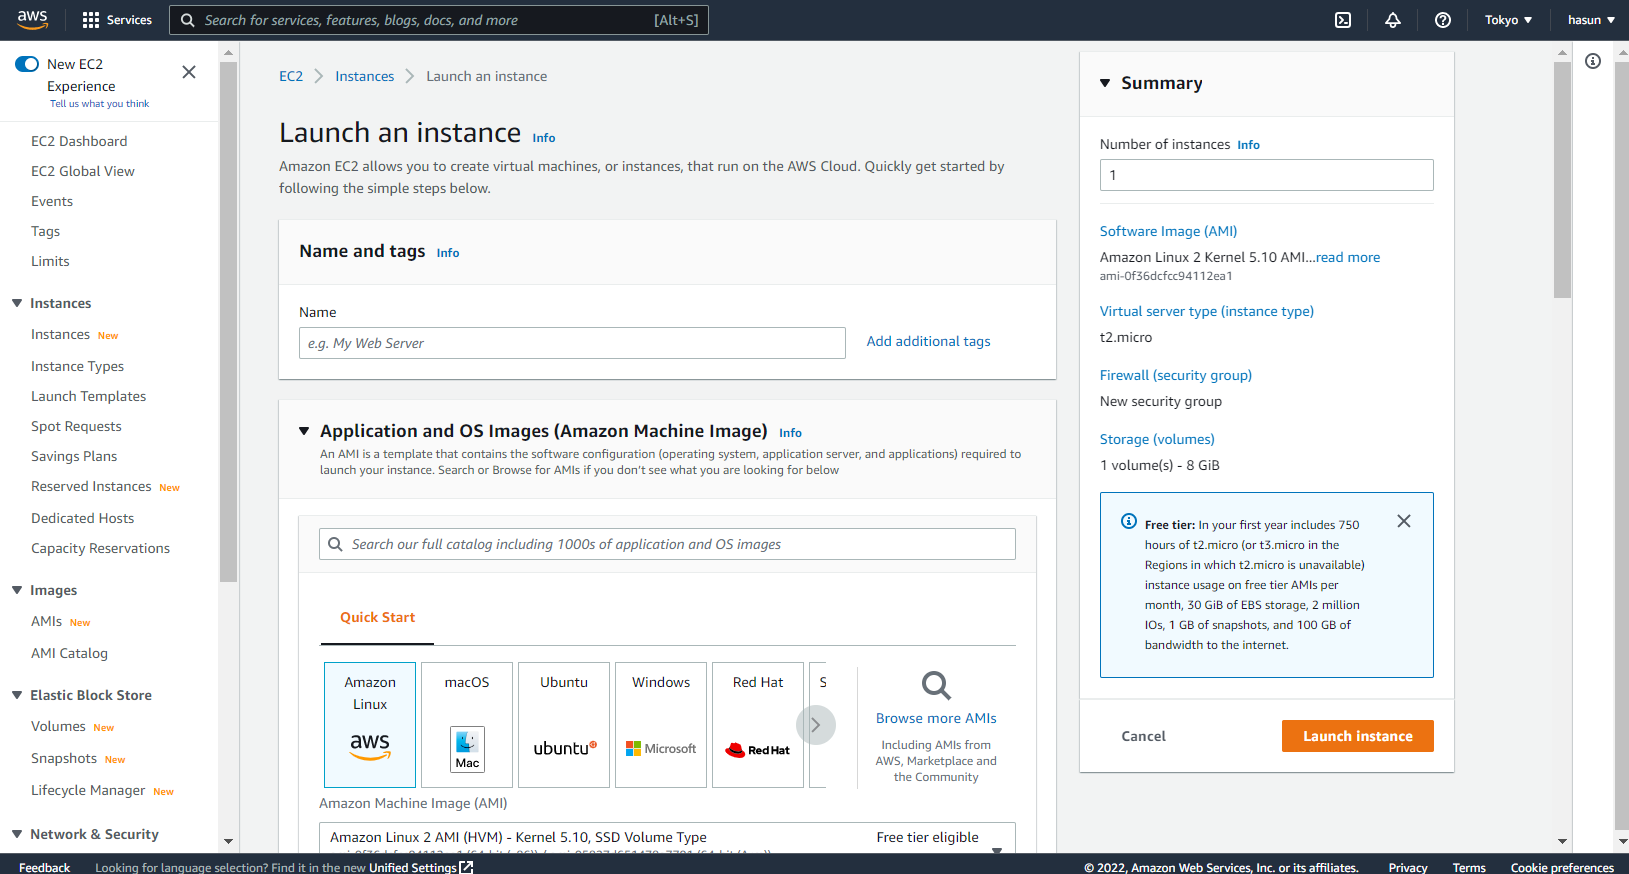 aws
Services
Search for services, features, blogs, docs, and more
[Alt+S]
Tokyo
hasun
New EC2
Experience
Tell us what you think
EC2 Dashboard
EC2 Global View
Events
Tags
Limits
Instances
Instances New
Instance Types
Launch Templates
Spot Requests
Savings Plans
Reserved Instances New
Dedicated Hosts
Capacity Reservations
Images
AMIs New
AMI Catalog
Elastic Block Store
Volumes New
Snapshots New
Lifecycle Manager New
Network & Security
EC2 Instances Launch an instance
Launch an instance Info
Amazon EC2 allows you to create virtual machines, or instances, that run on the AWS Cloud. Quickly get started by
following the simple steps below.
Name and tags Info
Name
e.g. My Web Server
Add additional tags
Application and OS Images (Amazon Machine Image) Info
An AMI is a template that contains the software configuration (operating system, application server, and applications) required to
launch your instance. Search or Browse for AMIs if you don't see what you are looking for below
Search our full catalog including 1000s of application and OS images
Quick Start
Amazon
Linux
aws
macOS
Mac
Ubuntu
ubuntu
Windows
Microsoft
Red Hat
Red Hat
S
Browse more AMIs
Including AMIs from
AWS, Marketplace and
the Community
Amazon Machine Image (AMI)
Amazon Linux 2 AMI (HVM) - Kernel 5.10, SSD Volume Type
Free tier eligible
Summary
Number of instances Info
1
Software Image (AMI)
Amazon Linux 2 Kernel 5.10 AMI...read more
ami-0f36dcfcc94112ea1
Virtual server type (instance type)
t2.micro
Firewall (security group)
New security group
Storage (volumes)
1 volume(s) - 8 GiB
Free tier: In your first year includes 750
hours of t2.micro (or t3.micro in the
Regions in which t2.micro is unavailable)
instance usage on free tier AMIs per
month, 30 GiB of EBS storage, 2 million
IOs, 1 GB of snapshots, and 100 GB of
bandwidth to the internet.
Cancel
Launch instance
Feedback
Looking for language selection? Find it in the new Unified Settings
© 2022, Amazon Web Services, Inc. or its affiliates.
Privacy
Terms
Cookie preferences